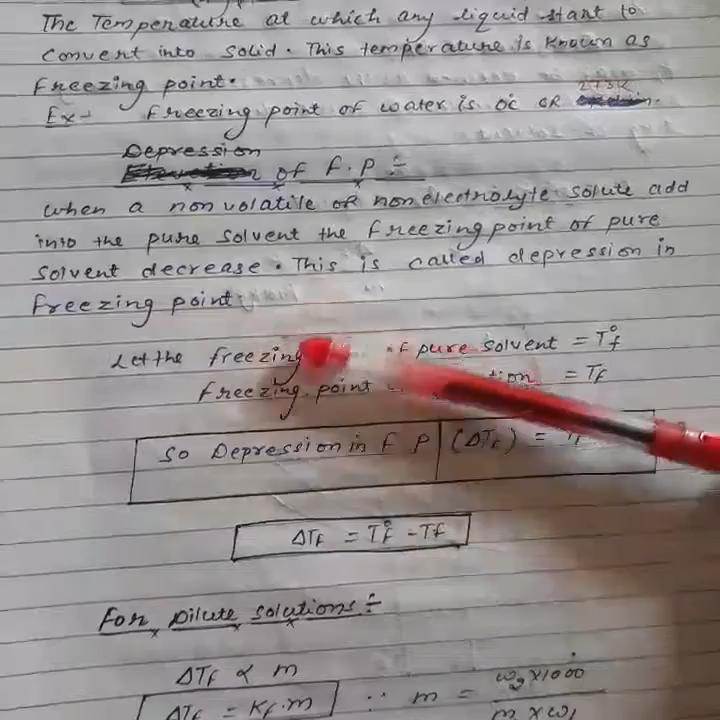 The Temperature at which any liquid start to
convert into solid. This temperature is known as
freezing point.
Ex→ freezing point of water is 0°c OR 273K
Depression
of f.p ÷
when a non volatile or non electrolyte solute add
into the pure solvent the freezing point of pure
solvent decrease. This is called depression in
freezing point.
Let the freezing of pure solvent = T°f
freezing point = Tf
So Depression in F P (ΔTf) =
ΔTf = T°f - Tf
For Dilute solutions ÷
ΔTf ∝ m
ΔTf = Kf.m ∵ m = w2 x 1000
m x w1